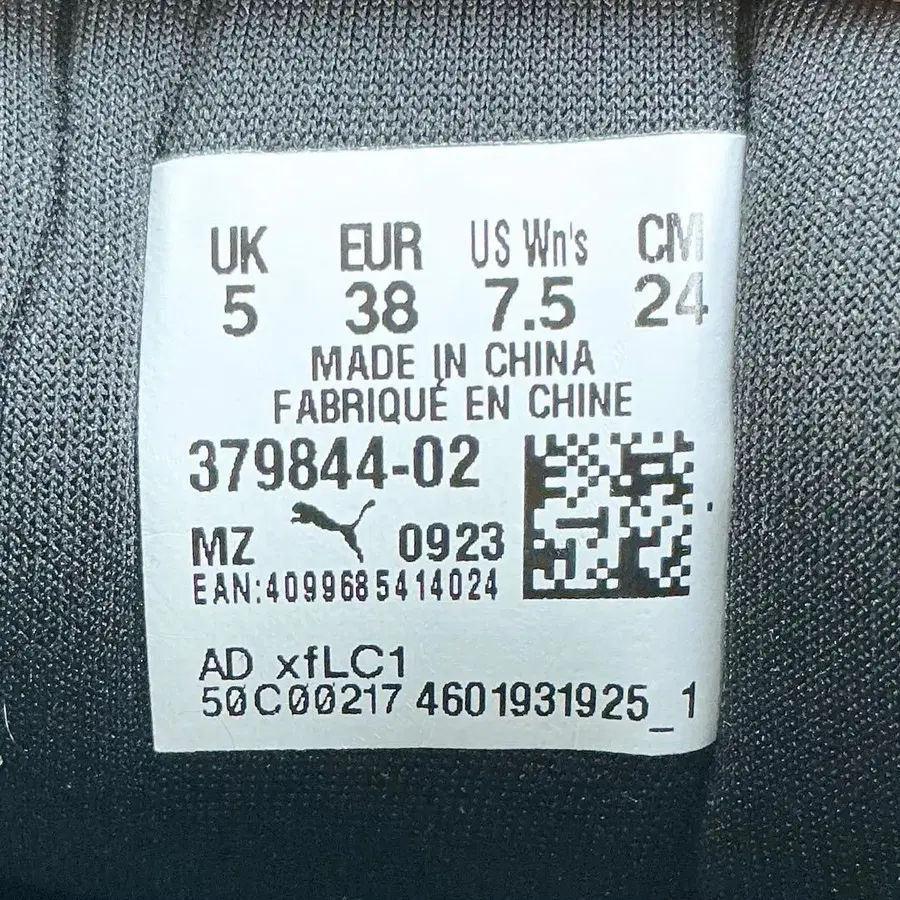 UK EUR US Wn's CM
5 38 7.5 24
MADE IN CHINA
FABRIQUÉ EN CHINE
379844-02
MZ 0923
EAN:4099685414024
AD xfLC1
50C00217 4601931925_1